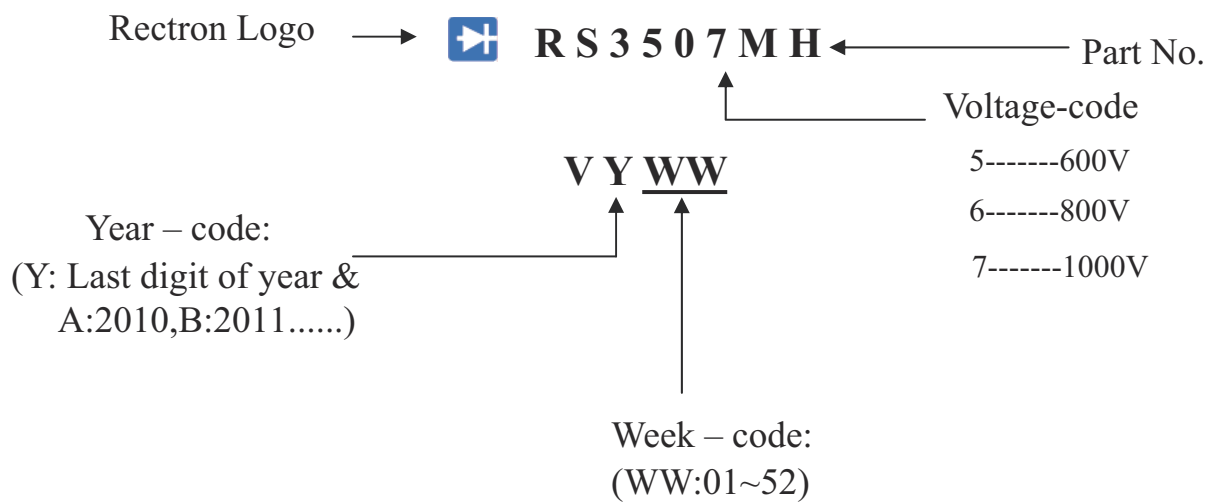 Rectron Logo
R S 3 5 0 7 M H
Part No.
Voltage-code
5-------600V
6-------800V
7-------1000V
V Y WW
Year – code:
(Y: Last digit of year &
A:2010,B:2011......)
Week – code:
(WW:01~52)